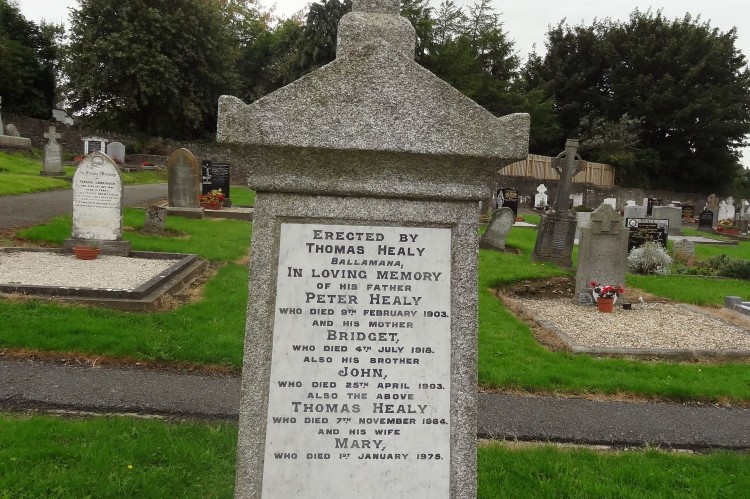 Erected by
Thomas Healy
Ballamana,
In loving memory
of his father
Peter Healy
who died 9th February 1903.
and his mother
Bridget,
who died 4th July 1918.
also his brother
John,
who died 25th April 1903.
also the above
Thomas Healy
who died 7th November 1964.
and his wife
Mary,
who died 1st January 1975.